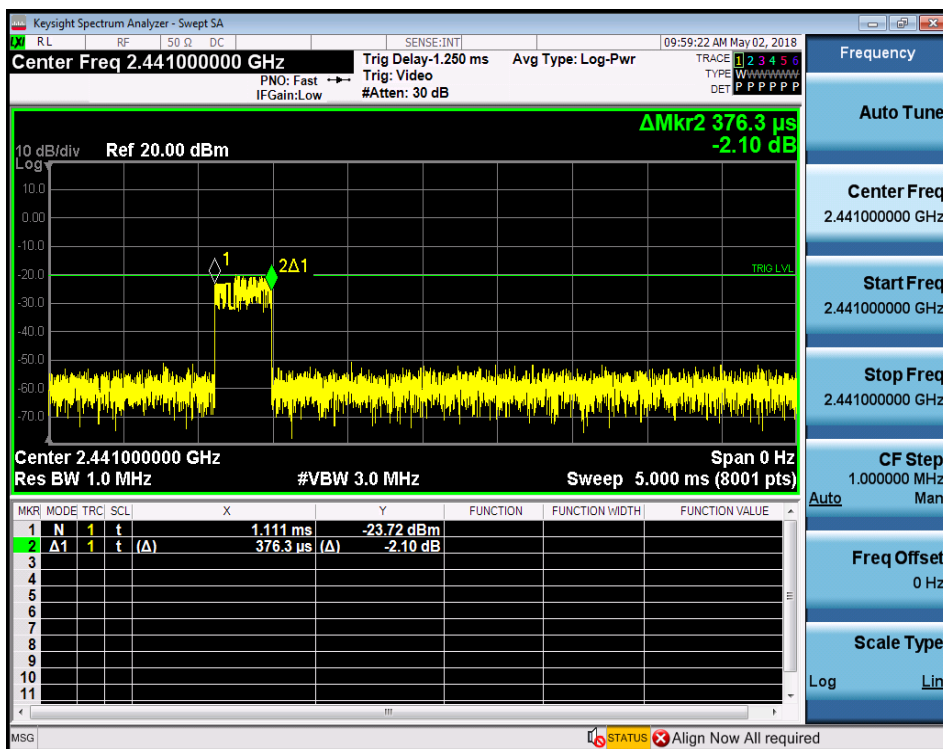 Keysight Spectrum Analyzer - Swept SA
LXI RL RF 50 Ω DC SENSE:INT 09:59:22 AM May 02, 2018
Center Freq 2.441000000 GHz
PNO: Fast
IFGain:Low
Trig Delay-1.250 ms
Trig: Video
#Atten: 30 dB
Avg Type: Log-Pwr
TRACE 1 2 3 4 5 6
TYPE WWWWWW
DET P P P P P P
ΔMkr2 376.3 µs
-2.10 dB
10 dB/div Ref 20.00 dBm
Log
10.0
0.00
-10.0
-20.0
-30.0
-40.0
-50.0
-60.0
-70.0
1
2Δ1
TRIG LVL
Center 2.441000000 GHz Span 0 Hz
Res BW 1.0 MHz #VBW 3.0 MHz Sweep 5.000 ms (8001 pts)
MKR MODE TRC SCL X Y FUNCTION FUNCTION WIDTH FUNCTION VALUE
1 N 1 t 1.111 ms -23.72 dBm
2 Δ1 1 t (Δ) 376.3 µs (Δ) -2.10 dB
3
4
5
6
7
8
9
10
11
MSG STATUS Align Now All required
Frequency
Auto Tune
Center Freq
2.441000000 GHz
Start Freq
2.441000000 GHz
Stop Freq
2.441000000 GHz
CF Step
1.000000 MHz
Auto Man
Freq Offset
0 Hz
Scale Type
Log Lin